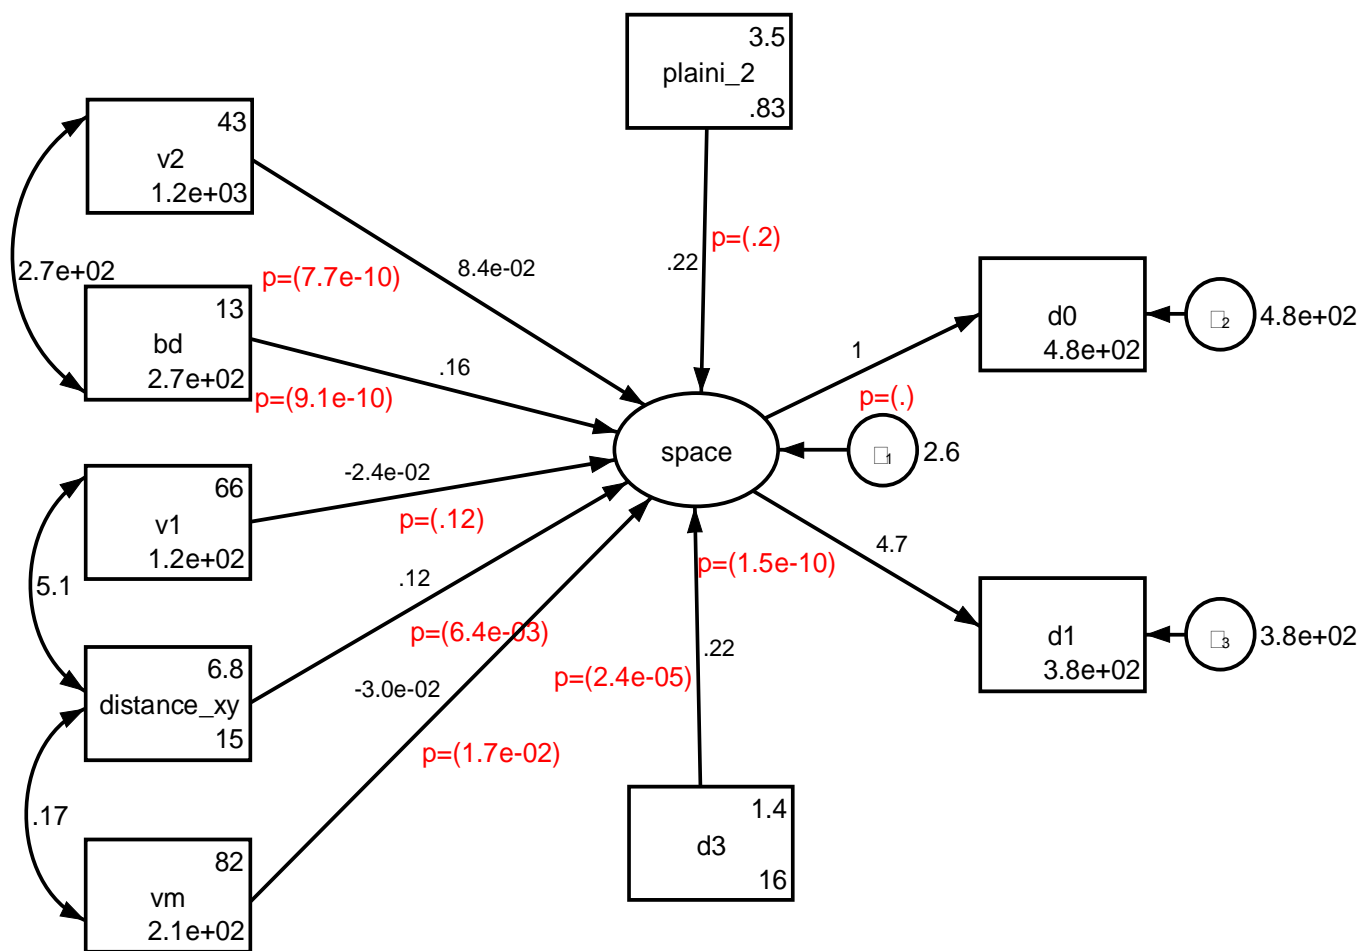 3.5
plaini_2
.83
43
v2
1.2e+03
2.7e+02
8.4e-02
p=(7.7e-10)
.22
p=(.2)
13
bd
2.7e+02
.16
p=(9.1e-10)
d0
4.8e+02
□₂
4.8e+02
1
p=(.)
space
□₁
2.6
66
v1
1.2e+02
5.1
-2.4e-02
p=(.12)
.12
p=(6.4e-03)
6.8
distance_xy
15
-3.0e-02
p=(1.7e-02)
.17
82
vm
2.1e+02
p=(1.5e-10)
4.7
.22
p=(2.4e-05)
d1
3.8e+02
□₃
3.8e+02
1.4
d3
16